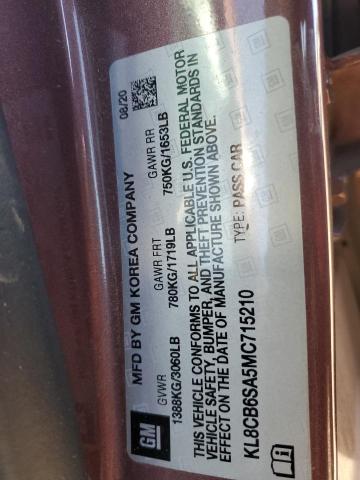 MFD BY GM KOREA COMPANY 08/20
GVWR GAWR FRT GAWR RR
1388KG/3060LB 780KG/1719LB 750KG/1653LB
THIS VEHICLE CONFORMS TO ALL APPLICABLE U.S. FEDERAL MOTOR
VEHICLE SAFETY, BUMPER, AND THEFT PREVENTION STANDARDS IN
EFFECT ON THE DATE OF MANUFACTURE SHOWN ABOVE.
KL8CB6SA5MC715210 TYPE: PASS CAR
GM